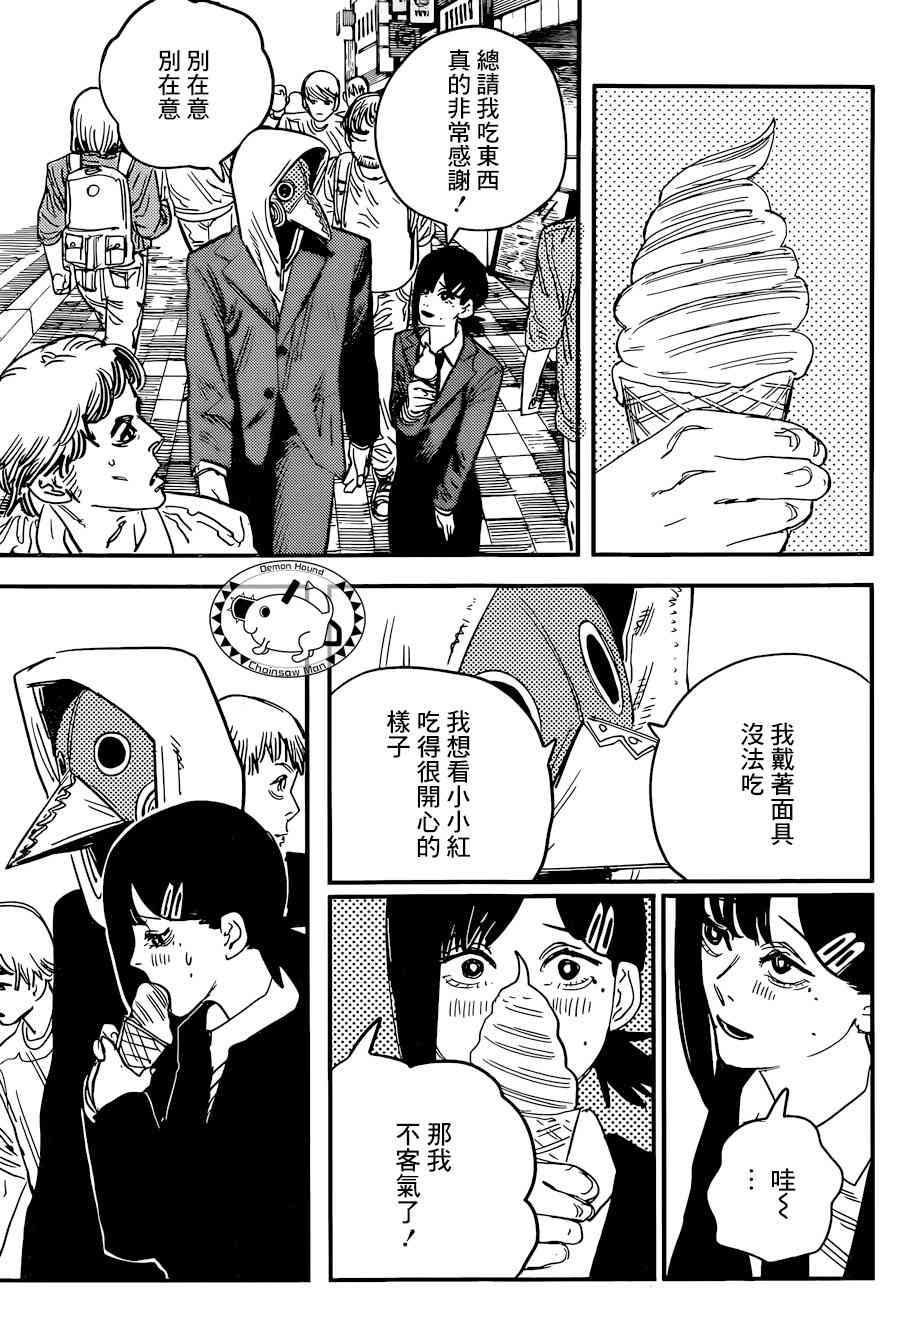 總請我吃東西
真的非常感謝！
別在意
別在意
Demon Hound
Chainsaw Man
我戴著面具
沒法吃
我想看小小紅
吃得很開心的
樣子
哇~
…
那我
不客氣了！